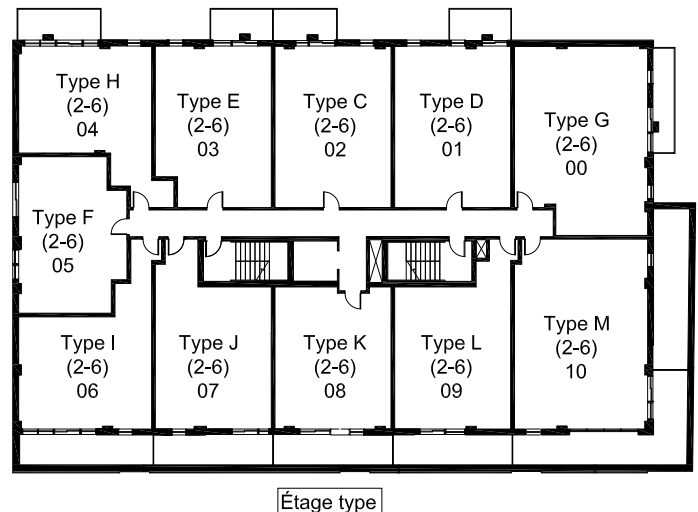 Type H
(2-6)
04
Type E
(2-6)
03
Type C
(2-6)
02
Type D
(2-6)
01
Type G
(2-6)
00
Type F
(2-6)
05
Type I
(2-6)
06
Type J
(2-6)
07
Type K
(2-6)
08
Type L
(2-6)
09
Type M
(2-6)
10
Étage type